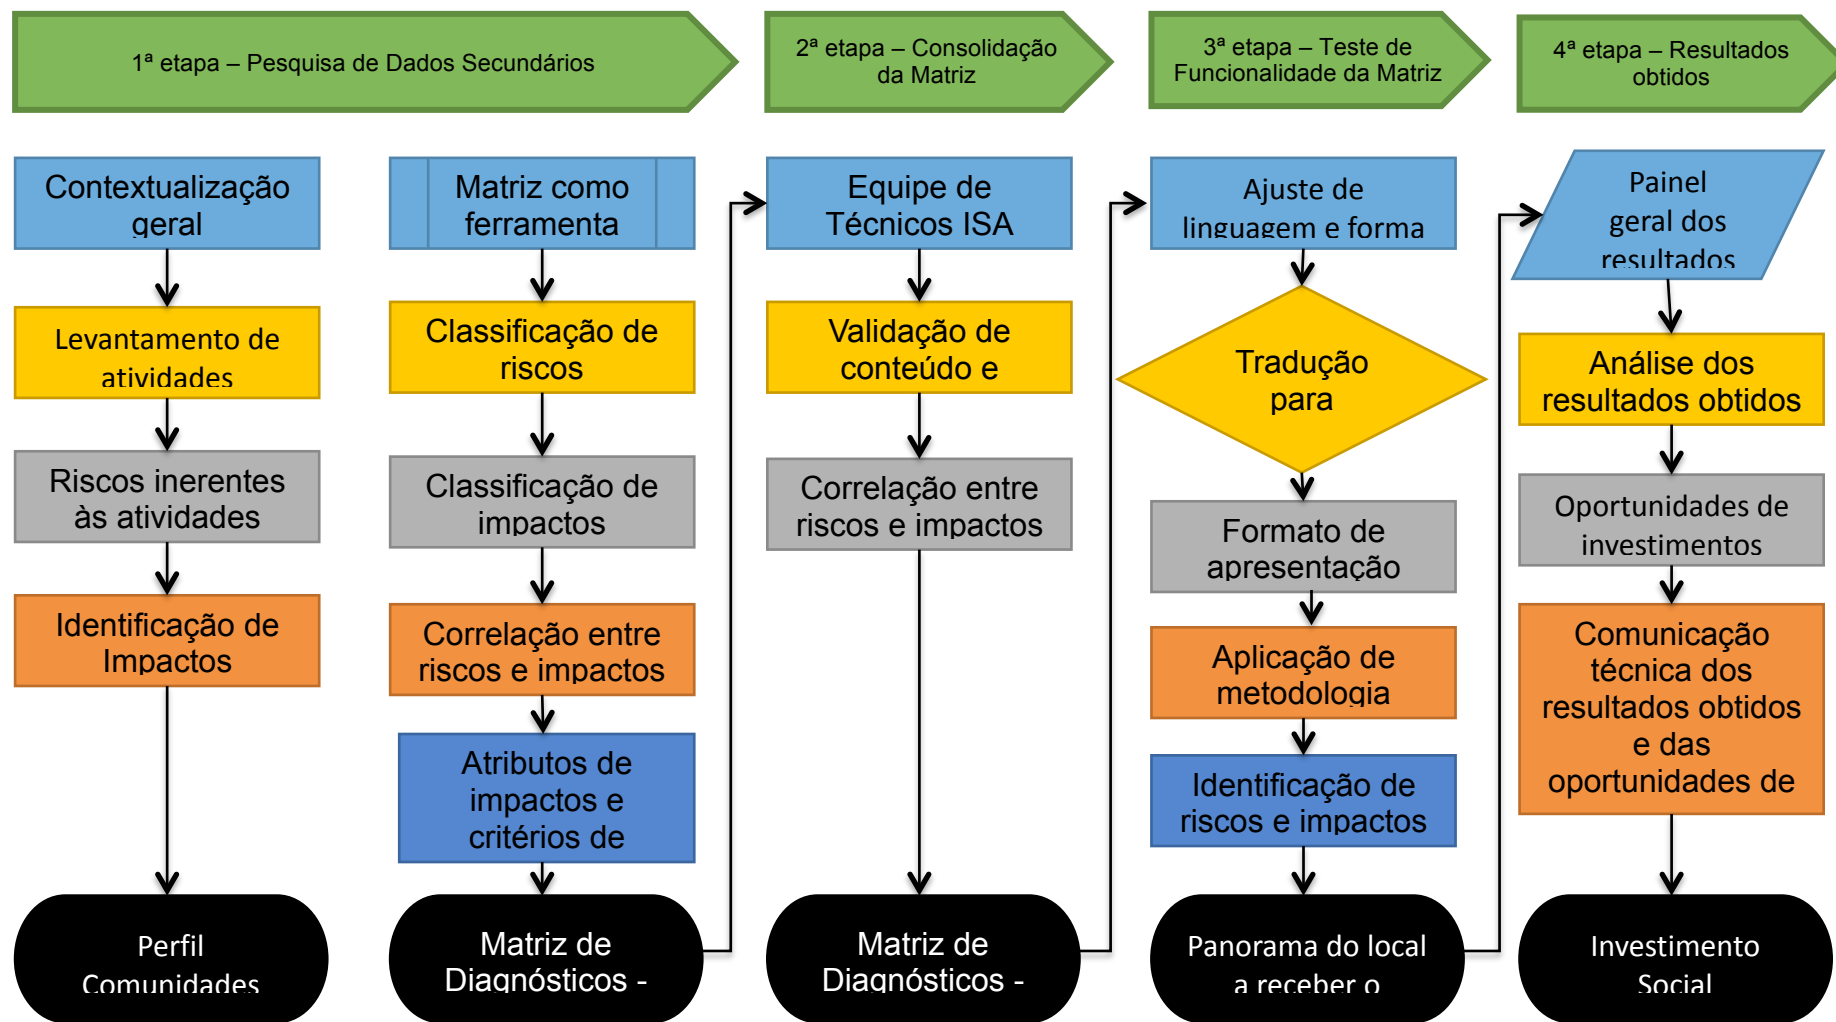 1ª etapa – Pesquisa de Dados Secundários
2ª etapa – Consolidação
da Matriz
3ª etapa – Teste de
Funcionalidade da Matriz
4ª etapa – Resultados
obtidos
Contextualização
geral
Levantamento de
atividades
Riscos inerentes
às atividades
Identificação de
Impactos
Perfil
Comunidades
Matriz como
ferramenta
Classificação de
riscos
Classificação de
impactos
Correlação entre
riscos e impactos
Atributos de
impactos e
critérios de
Matriz de
Diagnósticos -
Equipe de
Técnicos ISA
Validação de
conteúdo e
Correlação entre
riscos e impactos
Matriz de
Diagnósticos -
Ajuste de
linguagem e forma
Tradução
para
Formato de
apresentação
Aplicação de
metodologia
Identificação de
riscos e impactos
Panorama do local
a receber o
Painel
geral dos
resultados
Análise dos
resultados obtidos
Oportunidades de
investimentos
Comunicação
técnica dos
resultados obtidos
e das
oportunidades de
Investimento
Social